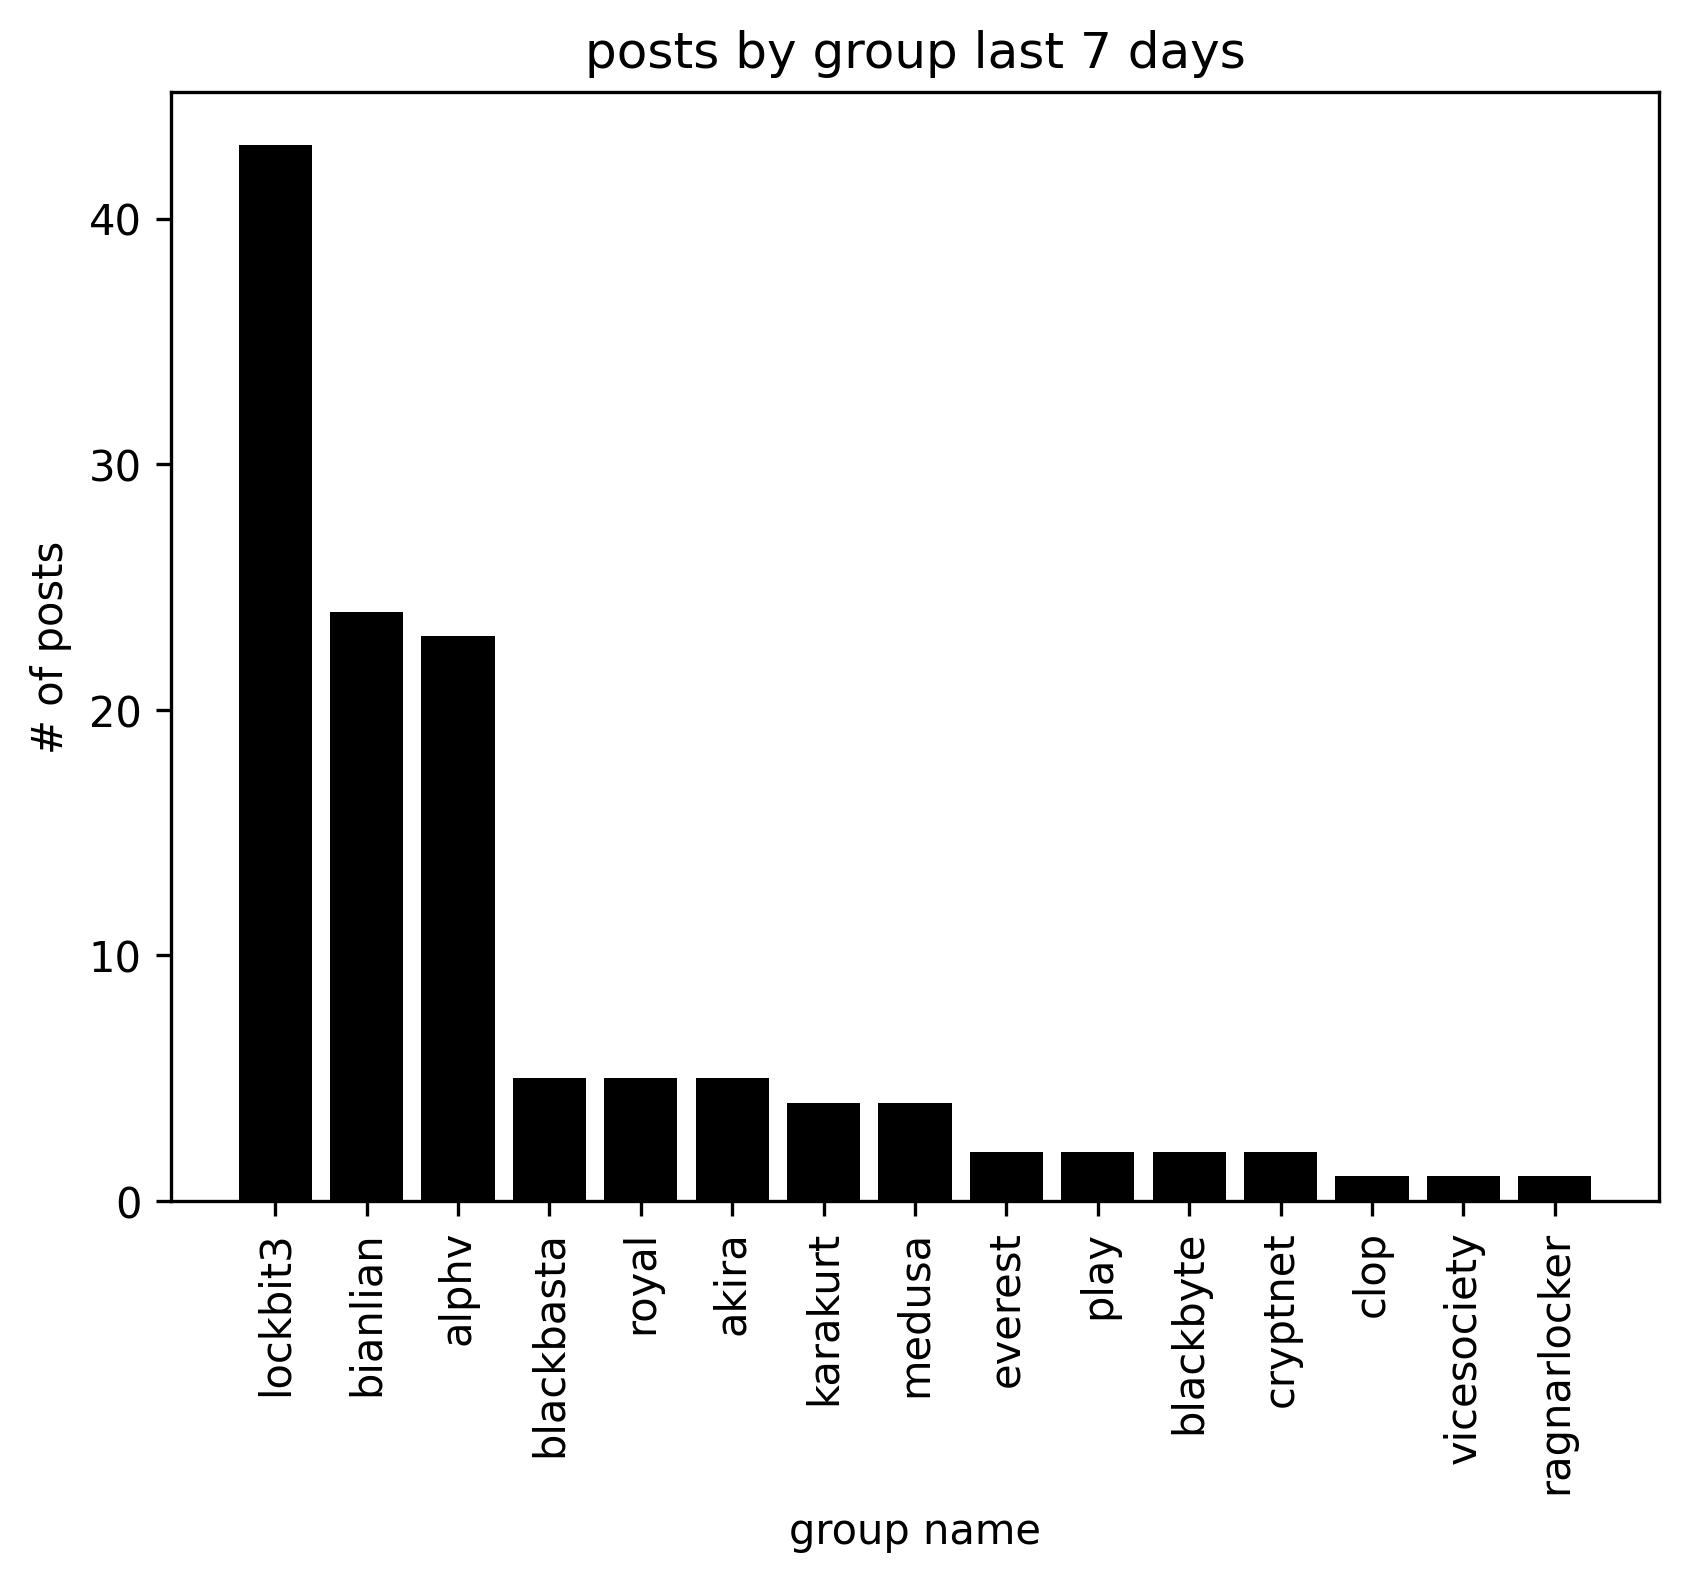 posts by group last 7 days
# of posts
40
30
20
10
0
lockbit3
bianlian
alphv
blackbasta
royal
akira
karakurt
medusa
everest
play
blackbyte
cryptnet
clop
vicesociety
ragnarlocker
group name